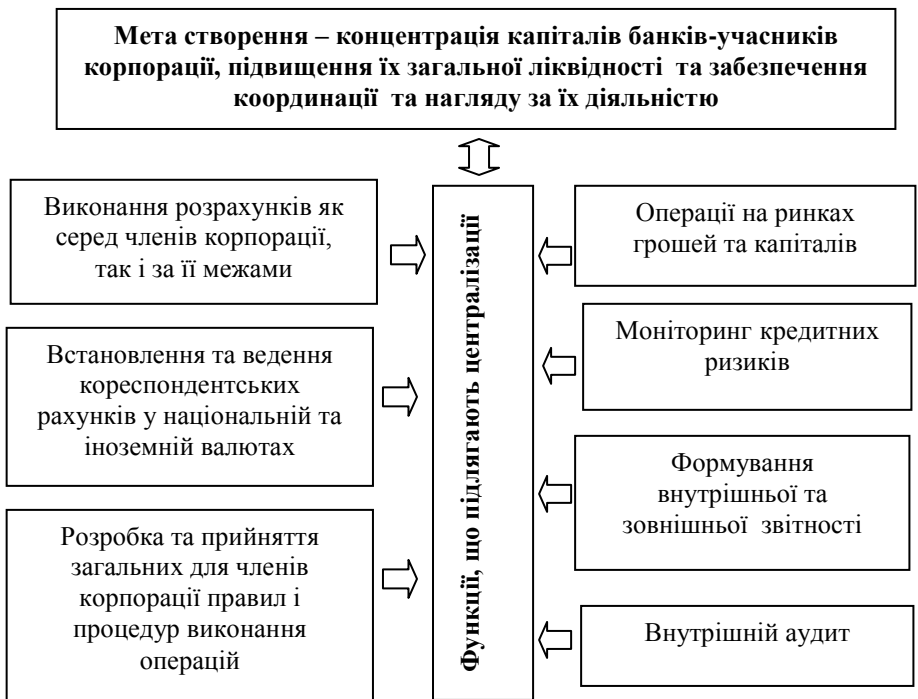 Мета створення – концентрація капіталів банків-учасників
корпорації, підвищення їх загальної ліквідності та забезпечення
координації та нагляду за їх діяльністю
Виконання розрахунків як
серед членів корпорації,
так і за її межами
Встановлення та ведення
кореспондентських
рахунків у національній та
іноземній валютах
Розробка та прийняття
загальних для членів
корпорації правил і
процедур виконання
операцій
Функції, що підлягають централізації
Операції на ринках
грошей та капіталів
Моніторинг кредитних
ризиків
Формування
внутрішньої та
зовнішньої звітності
Внутрішній аудит